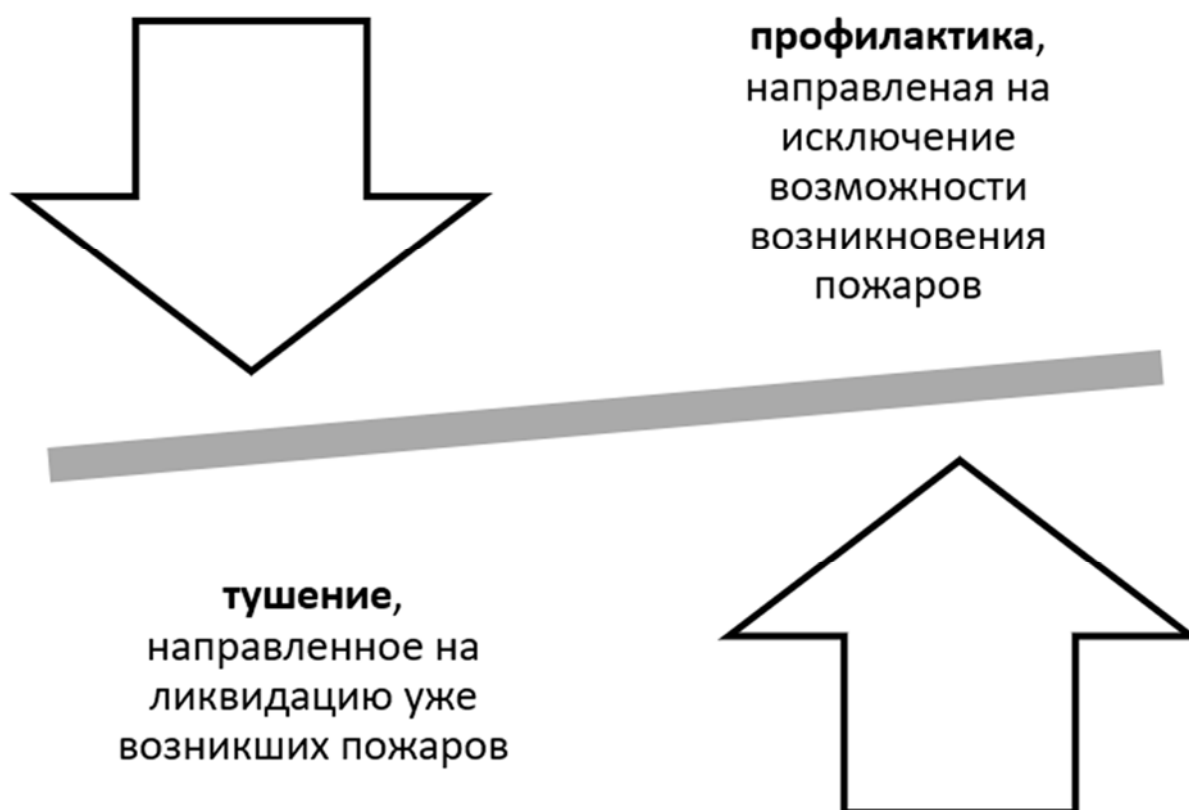 профилактика,
направленая на
исключение
возможности
возникновения
пожаров
тушение,
направленное на
ликвидацию уже
возникших пожаров